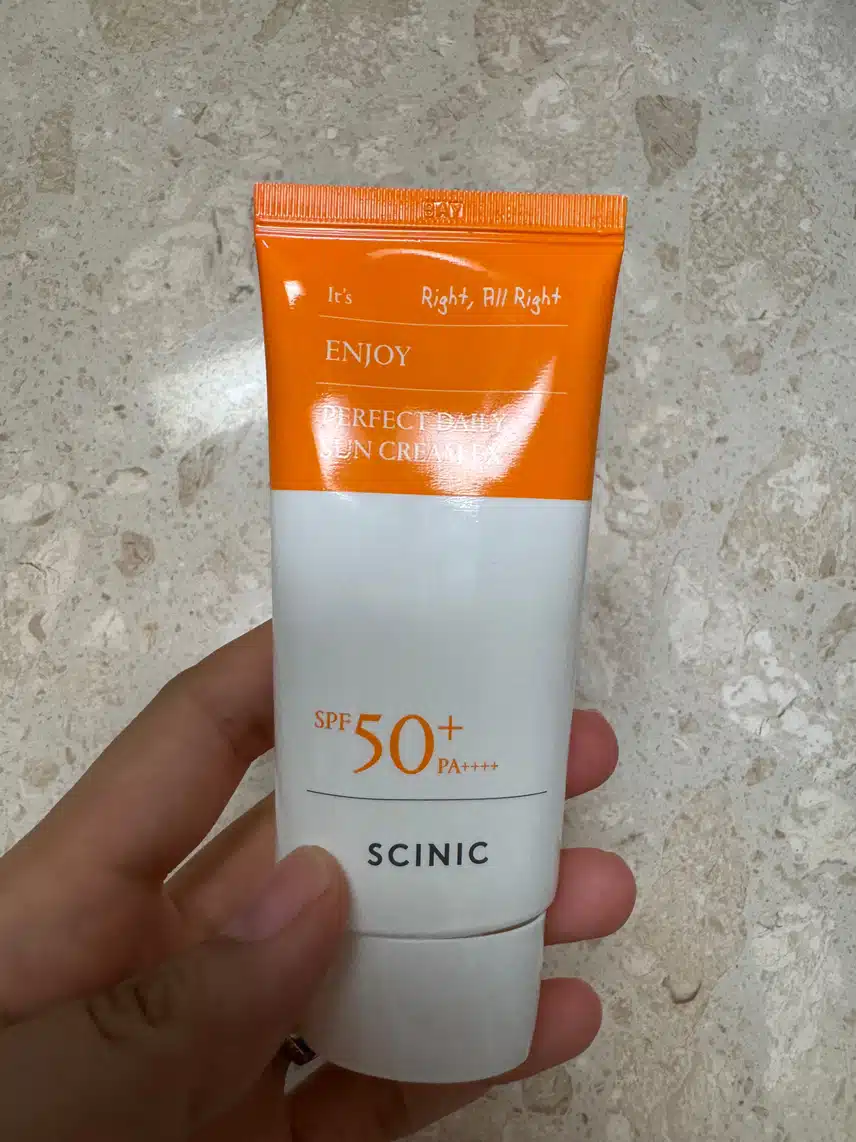 It's Right, All Right
ENJOY
PERFECT DAILY
SUN CREAM EX
SPF 50+
PA++++
SCINIC